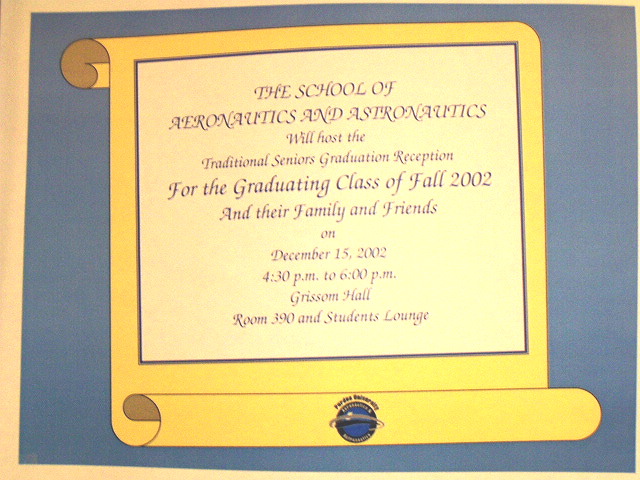 THE SCHOOL OF
AERONAUTICS AND ASTRONAUTICS
Will host the
Traditional Seniors Graduation Reception
For the Graduating Class of Fall 2002
And their Family and Friends
on
December 15, 2002
4:30 p.m. to 6:00 p.m.
Grissom Hall
Room 390 and Students Lounge
Purdue University